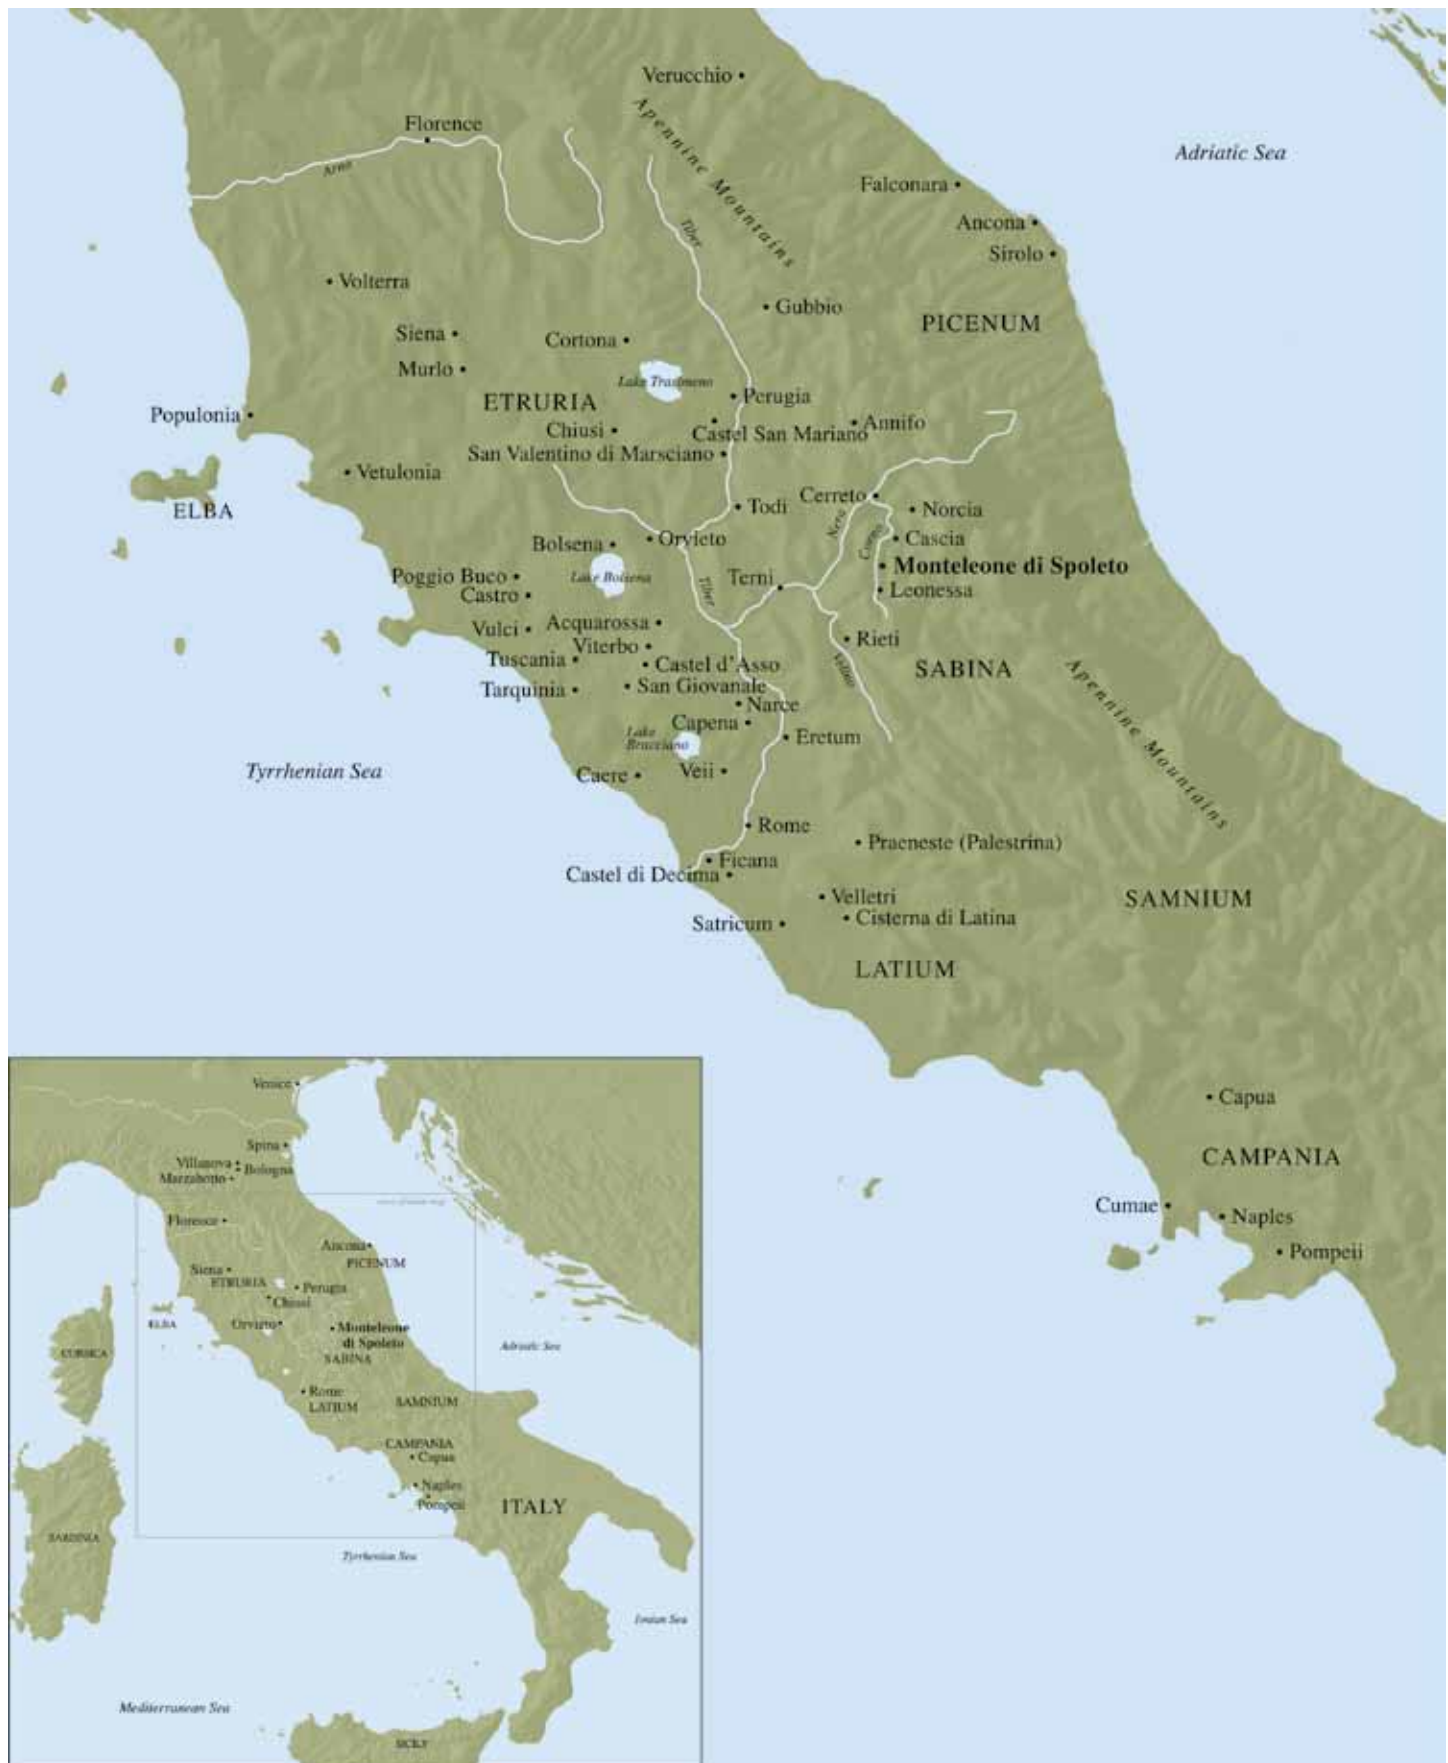 Verucchio
Adriatic Sea
Florence
Arno
Apennine Mountains
Falconara
Tiber
Ancona
Sirolo
Volterra
Gubbio
PICENUM
Siena
Cortona
Murlo
Lake Trasimeno
ETRURIA
Perugia
Populonia
Chiusi
Castel San Mariano
Annifo
San Valentino di Marsciano
Vetulonia
Cerreto
ELBA
Todi
Norcia
Nera
Corno
Cascia
Bolsena
Orvieto
Monteleone di Spoleto
Poggio Buco
Lake Bolsena
Terni
Leonessa
Castro
Tiber
Vulci
Acquarossa
Viterbo
Rieti
Tuscania
Castel d'Asso
Velino
SABINA
Tarquinia
San Giovanale
Narce
Apennine Mountains
Capena
Lake
Bracciano
Eretum
Tyrrhenian Sea
Caere
Veii
Rome
Praeneste (Palestrina)
Ficana
Castel di Decima
Velletri
SAMNIUM
Cisterna di Latina
Satricum
LATIUM
Capua
CAMPANIA
Cumae
Naples
Pompeii
Venice
Spina
Villanova
Bologna
Marzabotto
Florence
Ancona
PICENUM
Siena
ETRURIA
Perugia
Chiusi
ELBA
Orvieto
Monteleone
di Spoleto
SABINA
Adriatic Sea
CORSICA
Rome
LATIUM
SAMNIUM
CAMPANIA
Capua
Naples
Pompeii
ITALY
SARDINIA
Tyrrhenian Sea
Ionian Sea
Mediterranean Sea
SICILY